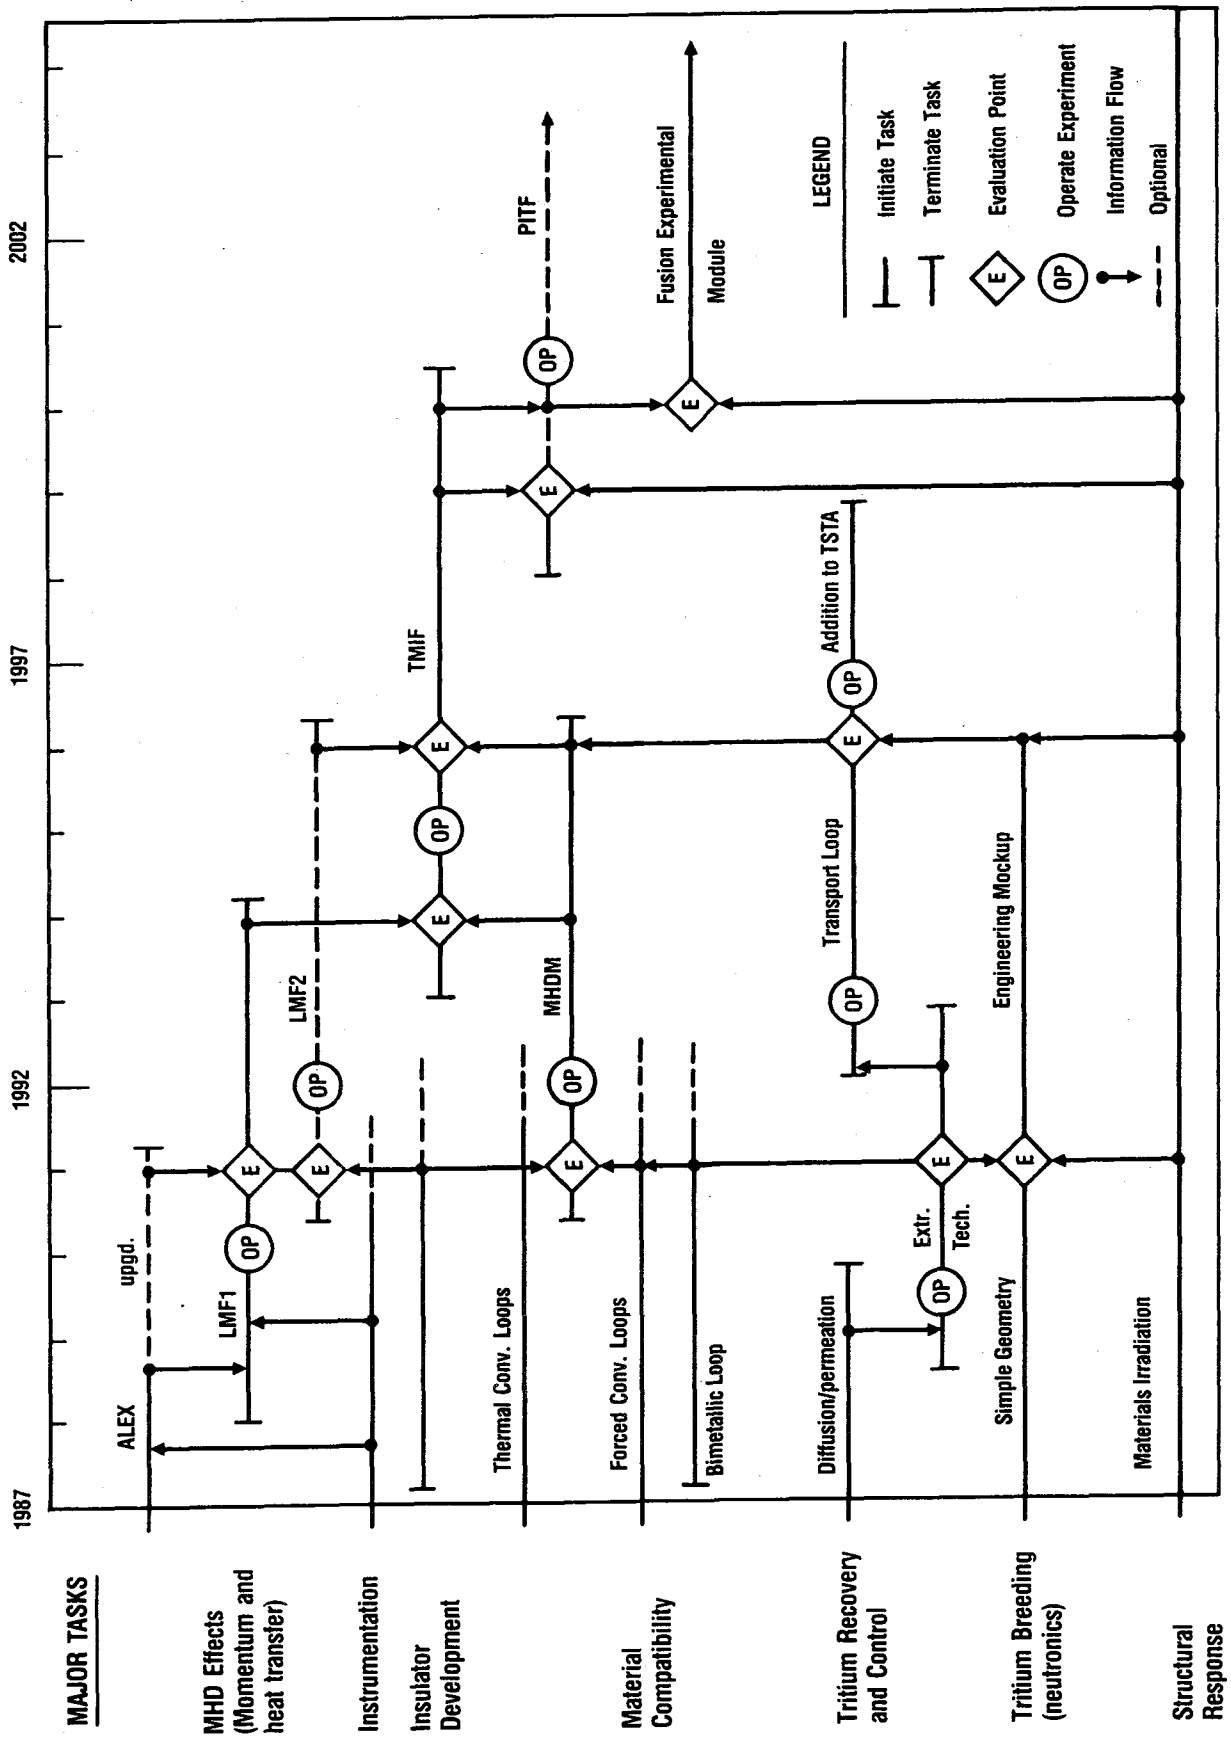 1987
1992
1997
2002
MAJOR TASKS
MHD Effects
(Momentum and
heat transfer)
ALEX
upgd.
LMF1
OP
E
E
OP
LMF2
Instrumentation
Insulator
Development
E
OP
E
TMIF
Material
Compatibility
Thermal Conv. Loops
E
OP
MHDM
E
OP
PITF
Forced Conv. Loops
Bimetallic Loop
E
Fusion Experimental
Module
Tritium Recovery
and Control
Diffusion/permeation
OP
Transport Loop
E
OP
Addition to TSTA
OP
Extr.
Tech.
E
Tritium Breeding
(neutronics)
Simple Geometry
E
Engineering Mockup
Structural
Response
Materials Irradiation
LEGEND
Initiate Task
Terminate Task
E
Evaluation Point
OP
Operate Experiment
Information Flow
Optional